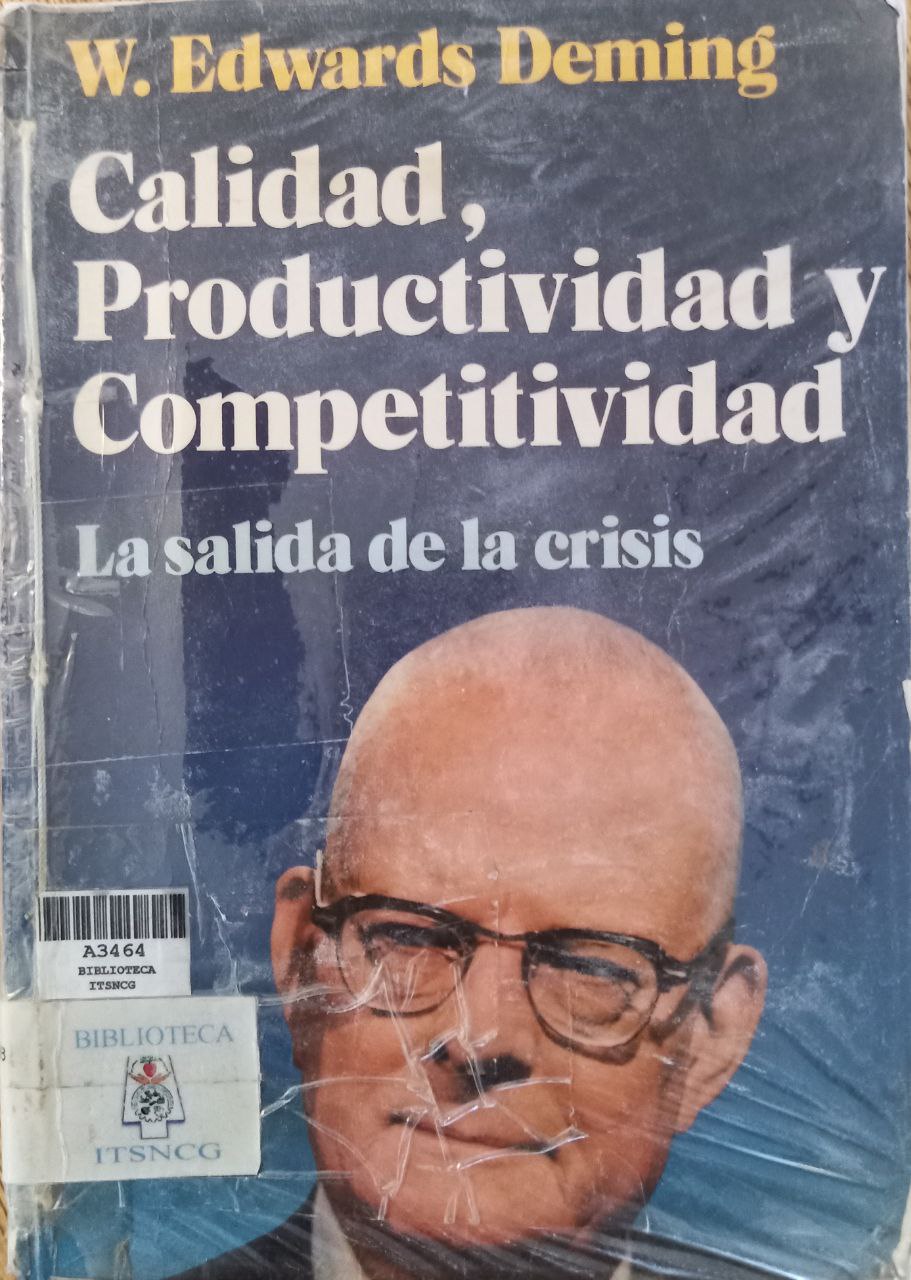 W. Edwards Deming
Calidad,
Productividad y
Competitividad
La salida de la crisis
A3464
BIBLIOTECA
ITSNCG
BIBLIOTECA
ITSNCG